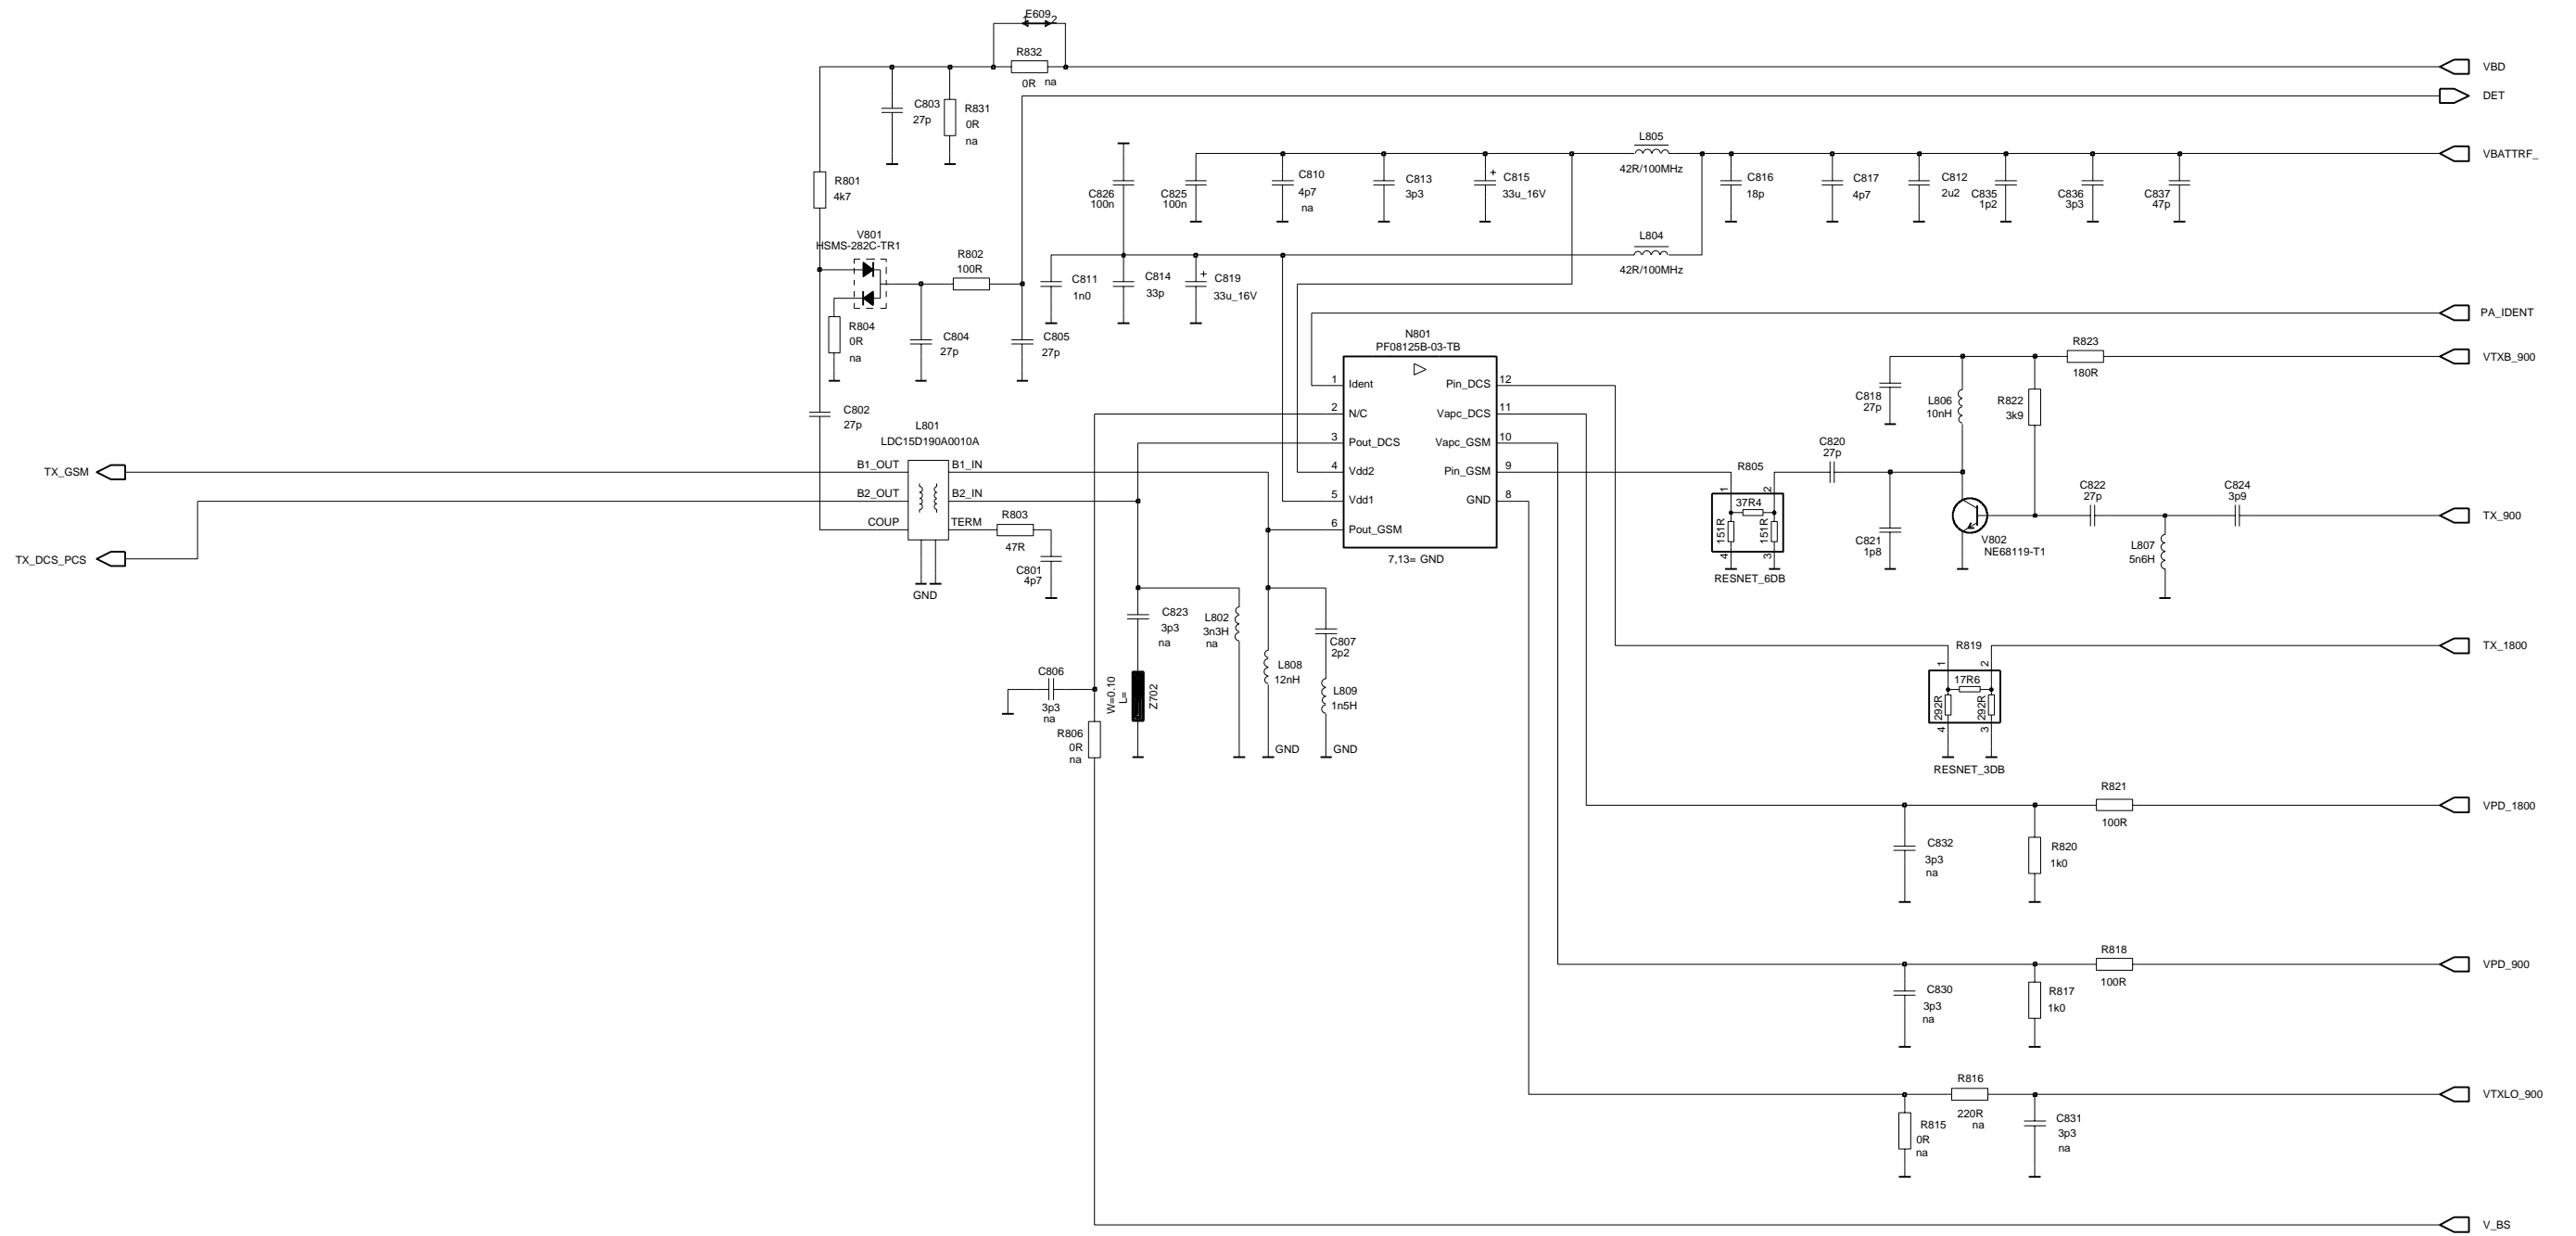 E609
1 2
R832
0R na
VBD
DET
C803
27p
R831
0R
na
L805
42R/100MHz
VBATTRF_
R801
4k7
C826
100n
C825
100n
C810
4p7
na
C813
3p3
+
C815
33u_16V
C816
18p
C817
4p7
C812
2u2
C835
1p2
C836
3p3
C837
47p
V801
HSMS-282C-TR1
R802
100R
L804
42R/100MHz
C811
1n0
C814
33p
+
C819
33u_16V
R804
0R
na
C804
27p
C805
27p
PA_IDENT
N801
PF08125B-03-TB
1 Ident
2 N/C
3 Pout_DCS
4 Vdd2
5 Vdd1
6 Pout_GSM
Pin_DCS 12
Vapc_DCS 11
Vapc_GSM 10
Pin_GSM 9
GND 8
7,13= GND
R823
180R
VTXB_900
C818
27p
L806
10nH
R822
3k9
C802
27p
L801
LDC15D190A0010A
TX_GSM
B1_OUT
B1_IN
B2_OUT
B2_IN
COUP
TERM
GND
TX_DCS_PCS
R803
47R
C801
4p7
R805
1
2
37R4
151R
151R
4
3
RESNET_6DB
C820
27p
C821
1p8
V802
NE68119-T1
C822
27p
C824
3p9
TX_900
L807
5n6H
C823
3p3
na
L802
3n3H
na
C807
2p2
L808
12nH
L809
1n5H
GND
GND
C806
3p3
na
W=0.10
L=
Z702
R806
0R
na
R819
1
2
17R6
292R
292R
4
3
RESNET_3DB
TX_1800
R821
100R
VPD_1800
C832
3p3
na
R820
1k0
R818
100R
VPD_900
C830
3p3
na
R817
1k0
R816
220R
na
VTXLO_900
R815
0R
na
C831
3p3
na
V_BS